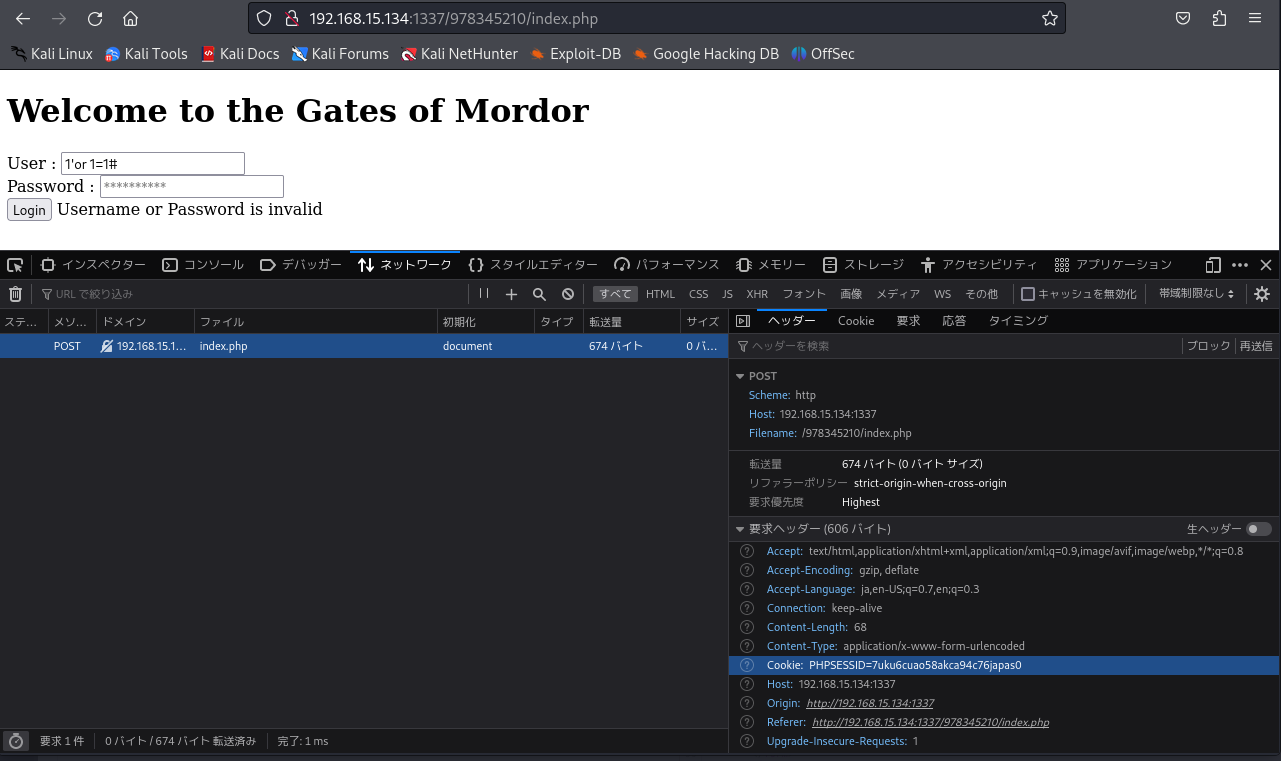 192.168.15.134:1337/978345210/index.php
Kali Linux Kali Tools Kali Docs Kali Forums Kali NetHunter Exploit-DB Google Hacking DB OffSec
Welcome to the Gates of Mordor
User : 1'or 1=1#
Password : **********
Login Username or Password is invalid
インスペクター コンソール デバッガー ネットワーク スタイルエディター パフォーマンス メモリー ストレージ アクセシビリティ アプリケーション
URL で絞り込み すべて HTML CSS JS XHR フォント 画像 メディア WS その他 キャッシュを無効化 帯域制限なし
ステ... メソ... ドメイン ファイル 初期化 タイプ 転送量 サイズ
POST 192.168.15.1... index.php document 674 バイト 0 バ...
ヘッダー Cookie 要求 応答 タイミング
ヘッダーを検索 ブロック 再送信
POST
Scheme: http
Host: 192.168.15.134:1337
Filename: /978345210/index.php
転送量 674 バイト (0 バイト サイズ)
リファラーポリシー strict-origin-when-cross-origin
要求優先度 Highest
要求ヘッダー (606 バイト) 生ヘッダー
Accept: text/html,application/xhtml+xml,application/xml;q=0.9,image/avif,image/webp,*/*;q=0.8
Accept-Encoding: gzip, deflate
Accept-Language: ja,en-US;q=0.7,en;q=0.3
Connection: keep-alive
Content-Length: 68
Content-Type: application/x-www-form-urlencoded
Cookie: PHPSESSID=7uku6cuao58akca94c76japas0
Host: 192.168.15.134:1337
Origin: http://192.168.15.134:1337
Referer: http://192.168.15.134:1337/978345210/index.php
Upgrade-Insecure-Requests: 1
要求 1 件 0 バイト / 674 バイト 転送済み 完了: 1 ms